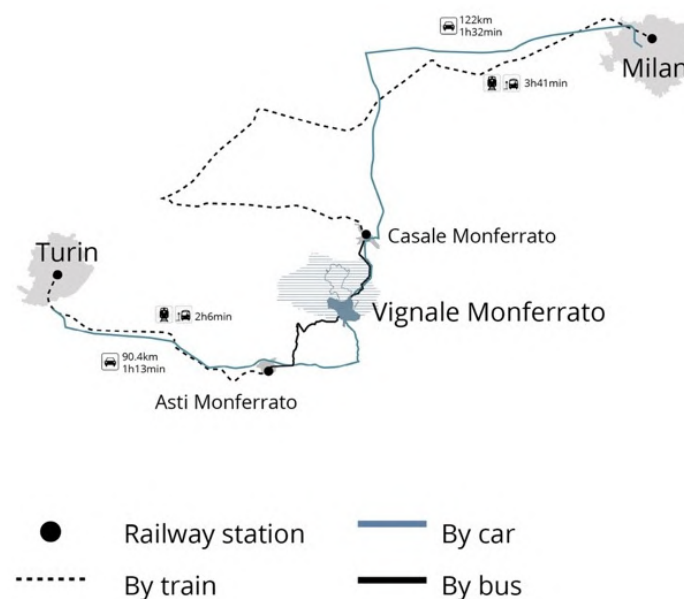 122km
1h32min
Milan
3h41min
Casale Monferrato
Turin
Vignale Monferrato
2h6min
90.4km
1h13min
Asti Monferrato
Railway station
By car
By train
By bus